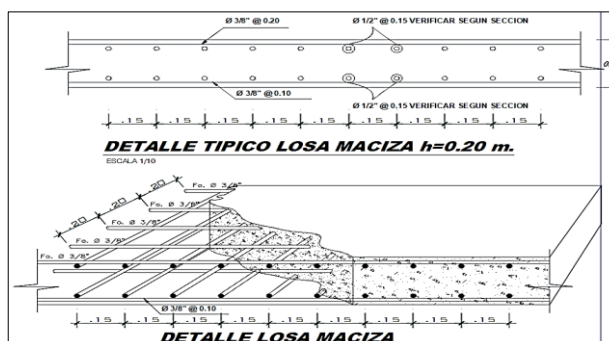 Ø 3/8" @ 0.20
Ø 1/2" @ 0.15 VERIFICAR SEGUN SECCION
Ø 3/8" @ 0.10
Ø 1/2" @ 0.15 VERIFICAR SEGUN SECCION
.15 .15 .15 .15 .15 .15 .15 .15 .15
DETALLE TIPICO LOSA MACIZA h=0.20 m.
ESCALA 1/10
.20 .20 .20
Fo. Ø 3/8"
Fo. Ø 3/8"
Fo. Ø 3/8"
Fo. Ø 3/8"
Fo. Ø 3/8"
Ø 3/8" @ 0.10
.15 .15 .15 .15 .15 .15 .15 .15 .15
DETALLE LOSA MACIZA